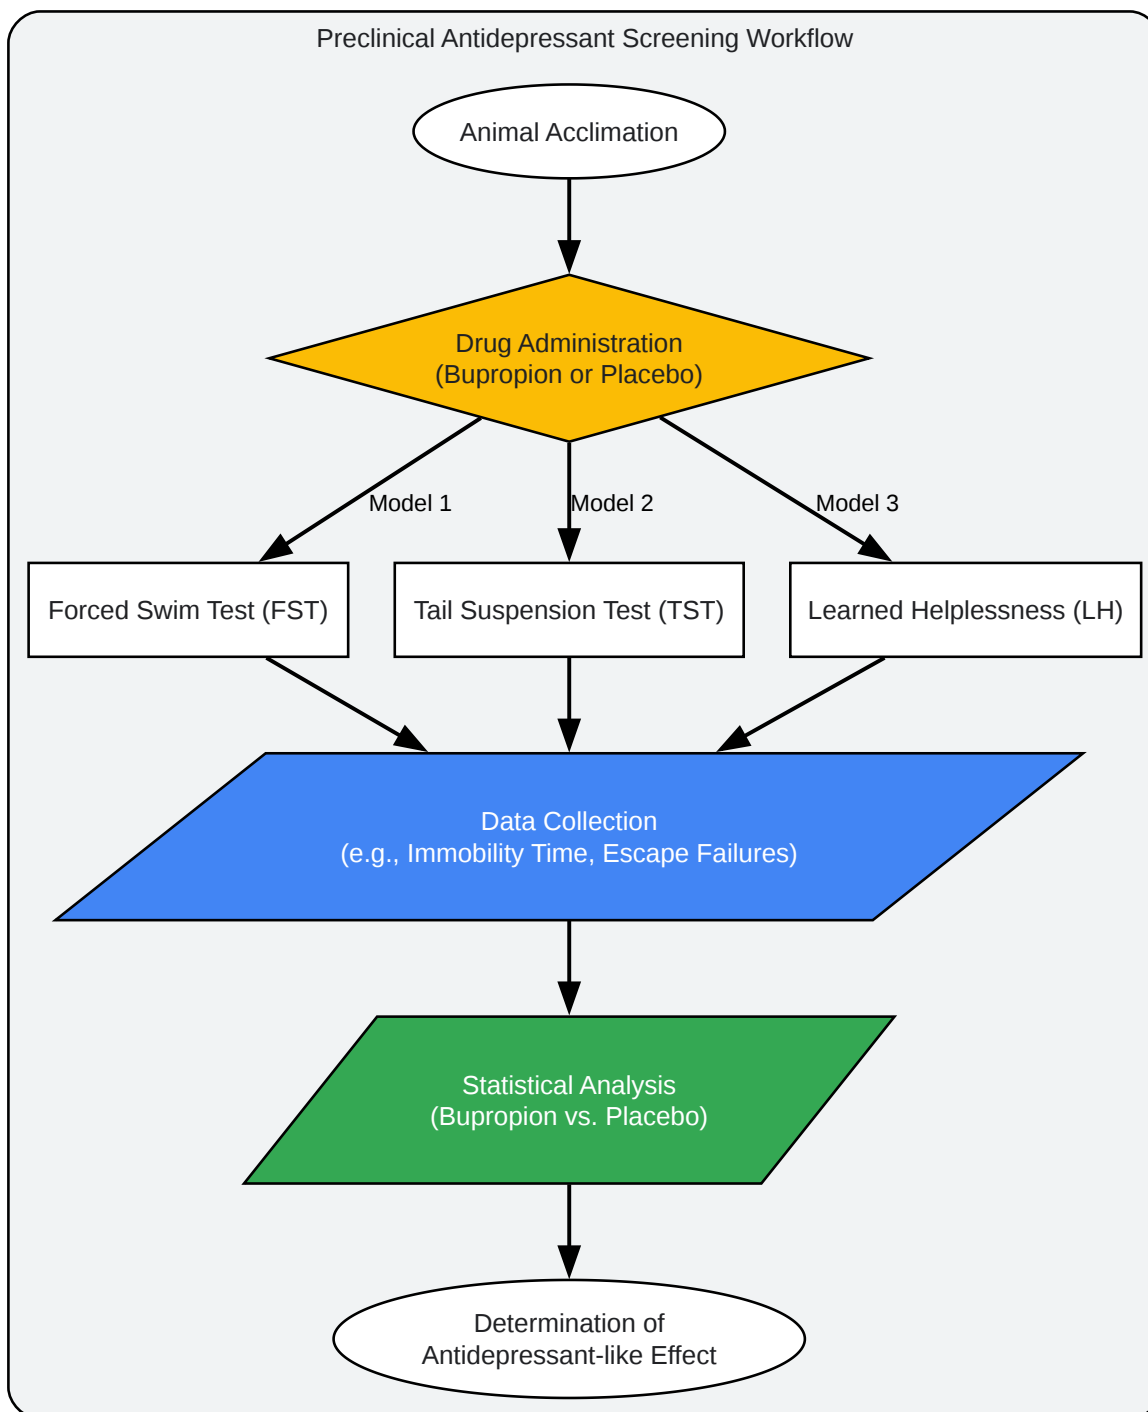 Preclinical Antidepressant Screening Workflow
Animal Acclimation
Drug Administration
(Bupropion or Placebo)
Model 1
Model 2
Model 3
Forced Swim Test (FST)
Tail Suspension Test (TST)
Learned Helplessness (LH)
Data Collection
(e.g., Immobility Time, Escape Failures)
Statistical Analysis
(Bupropion vs. Placebo)
Determination of
Antidepressant-like Effect